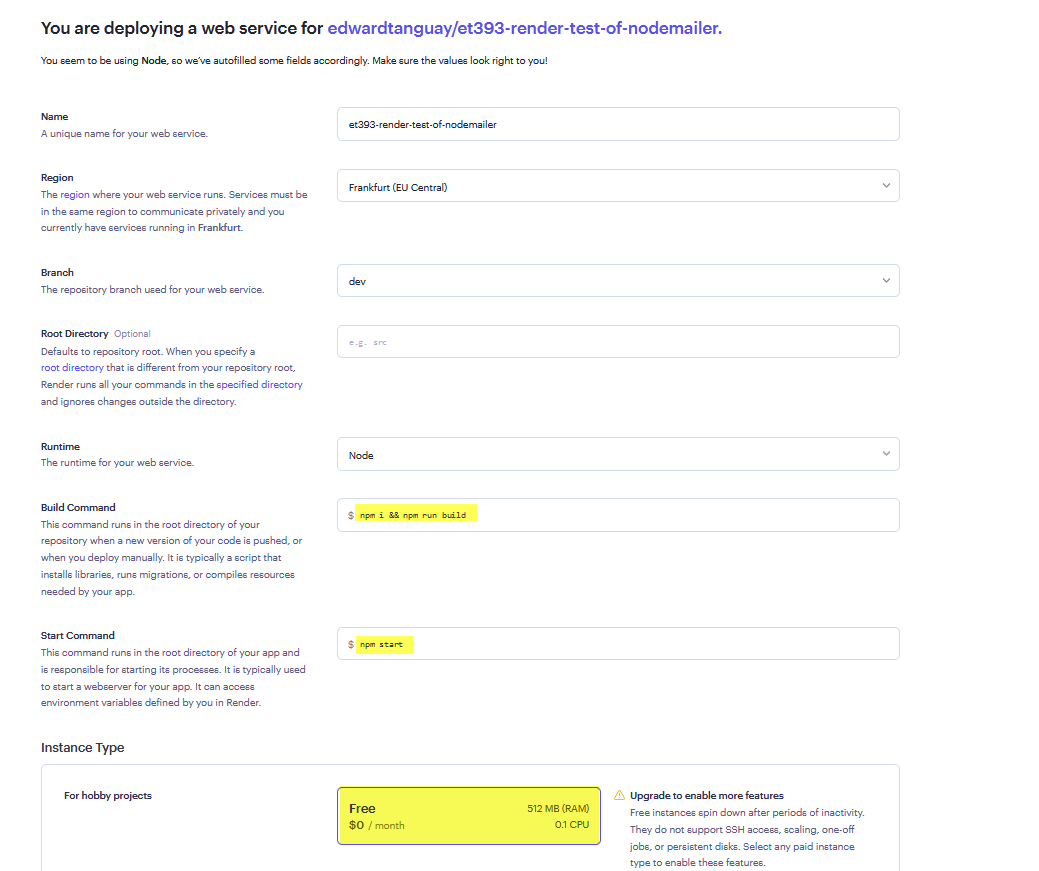 You are deploying a web service for edwardtanguay/et393-render-test-of-nodemailer.
You seem to be using Node, so we've autofilled some fields accordingly. Make sure the values look right to you!
Name
A unique name for your web service.
et393-render-test-of-nodemailer
Region
The region where your web service runs. Services must be
in the same region to communicate privately and you
currently have services running in Frankfurt.
Frankfurt (EU Central)
Branch
The repository branch used for your web service.
dev
Root Directory Optional
Defaults to repository root. When you specify a
root directory that is different from your repository root,
Render runs all your commands in the specified directory
and ignores changes outside the directory.
e.g. src
Runtime
The runtime for your web service.
Node
Build Command
This command runs in the root directory of your
repository when a new version of your code is pushed, or
when you deploy manually. It is typically a script that
installs libraries, runs migrations, or compiles resources
needed by your app.
$ npm i && npm run build
Start Command
This command runs in the root directory of your app and
is responsible for starting its processes. It is typically used
to start a webserver for your app. It can access
environment variables defined by you in Render.
$ npm start
Instance Type
For hobby projects
Free
$0 / month
512 MB (RAM)
0.1 CPU
Upgrade to enable more features
Free instances spin down after periods of inactivity.
They do not support SSH access, scaling, one-off
jobs, or persistent disks. Select any paid instance
type to enable these features.